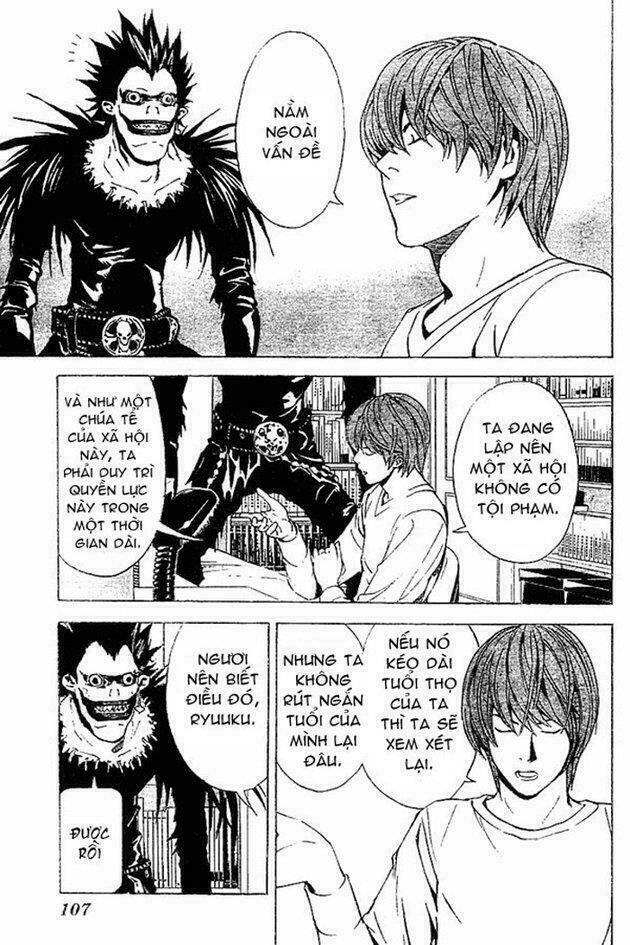 NẰM
NGOÀI
VẤN ĐỀ
TA ĐANG
LẬP NÊN
MỘT XÃ HỘI
KHÔNG CÓ
TỘI PHẠM.
VÀ NHƯ MỘT
CHÚA TỂ
CỦA XÃ HỘI
NÀY, TA
PHẢI DUY TRÌ
QUYỀN LỰC
NÀY TRONG
MỘT THỜI
GIAN DÀI.
NẾU NÓ
KÉO DÀI
TUỔI THỌ
CỦA TA
THÌ TA SẼ
XEM XÉT
LẠI.
NHƯNG TA
KHÔNG
RÚT NGẮN
TUỔI CỦA
MÌNH LẠI
ĐÂU.
NGƯƠI
NÊN BIẾT
ĐIỀU ĐÓ,
RYUUKU.
ĐƯỢC
RỒI
107